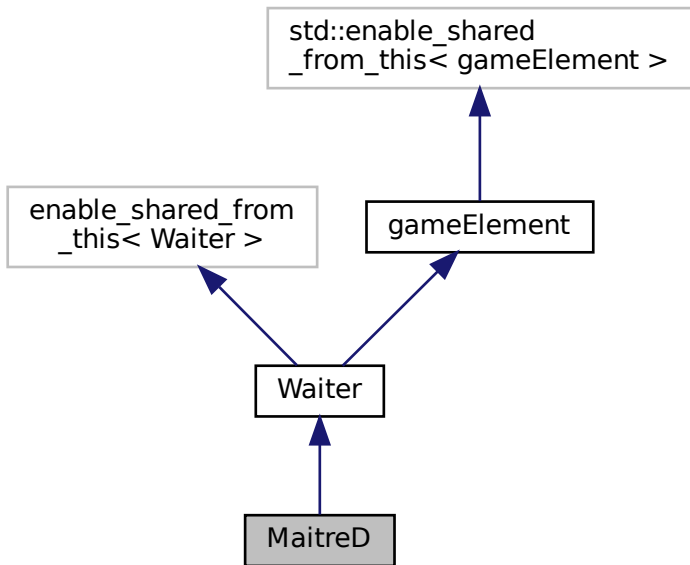 std::enable_shared
_from_this< gameElement >
enable_shared_from
_this< Waiter >
gameElement
Waiter
MaitreD